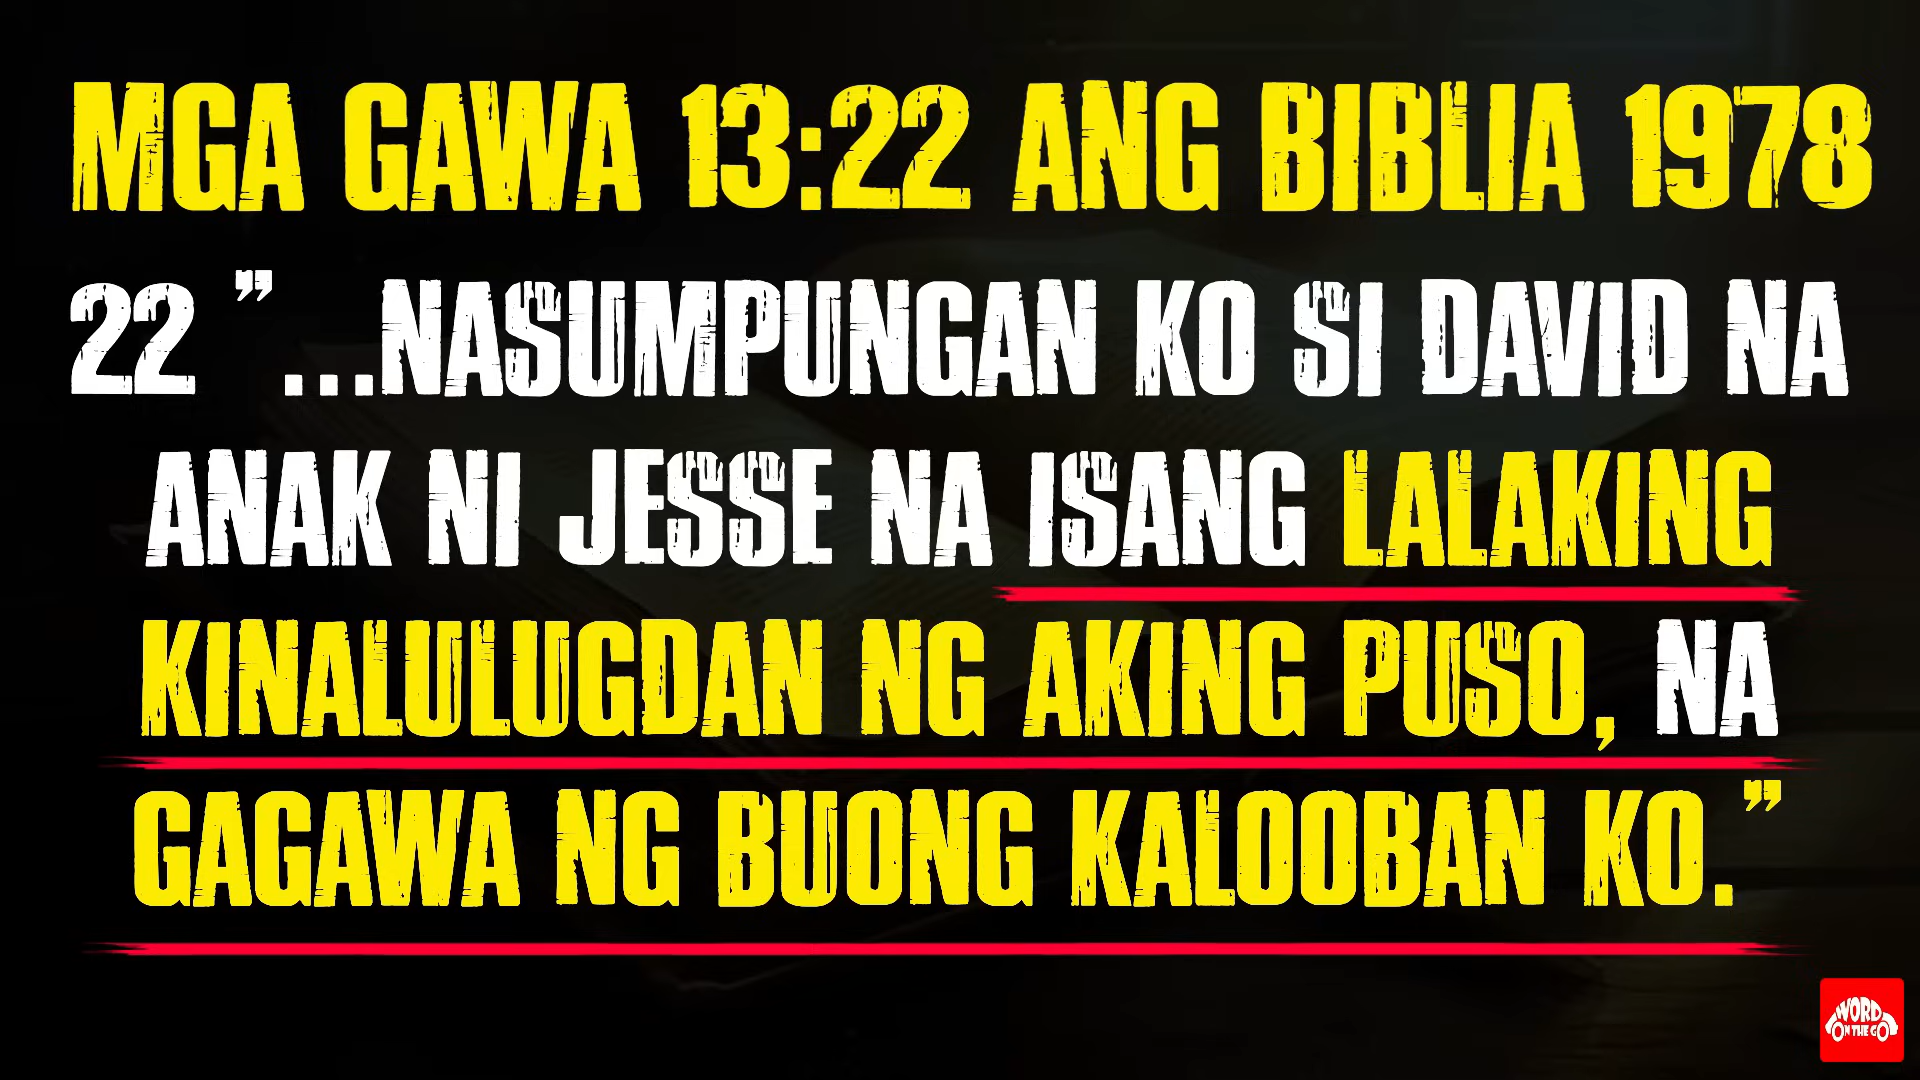 MGA GAWA 13:22 ANG BIBLIA 1978
22 ”...NASUMPUNGAN KO SI DAVID NA
ANAK NI JESSE NA ISANG LALAKING
KINALULUGDAN NG AKING PUSO, NA
GAGAWA NG BUONG KALOOBAN KO.”
WORD
ON THE GO